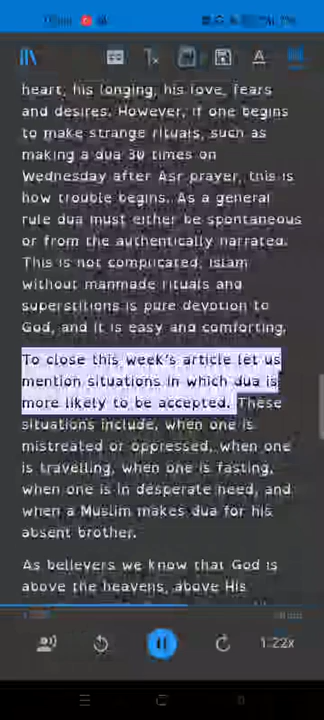 heart, his longing, his love, fears
and desires. However, if one begins
to make strange rituals, such as
making a dua 30 times on
Wednesday after Asr prayer, this is
how trouble begins. As a general
rule dua must either be spontaneous
or from the authentically narrated.
This is not complicated. Islam
without manmade rituals and
superstitions is pure devotion to
God, and it is easy and comforting.
To close this week's article let us
mention situations in which dua is
more likely to be accepted. These
situations include, when one is
mistreated or oppressed, when one
is travelling, when one is fasting,
when one is in desperate need, and
when a Muslim makes dua for his
absent brother.
As believers we know that God is
above the heavens, above His
1.22x